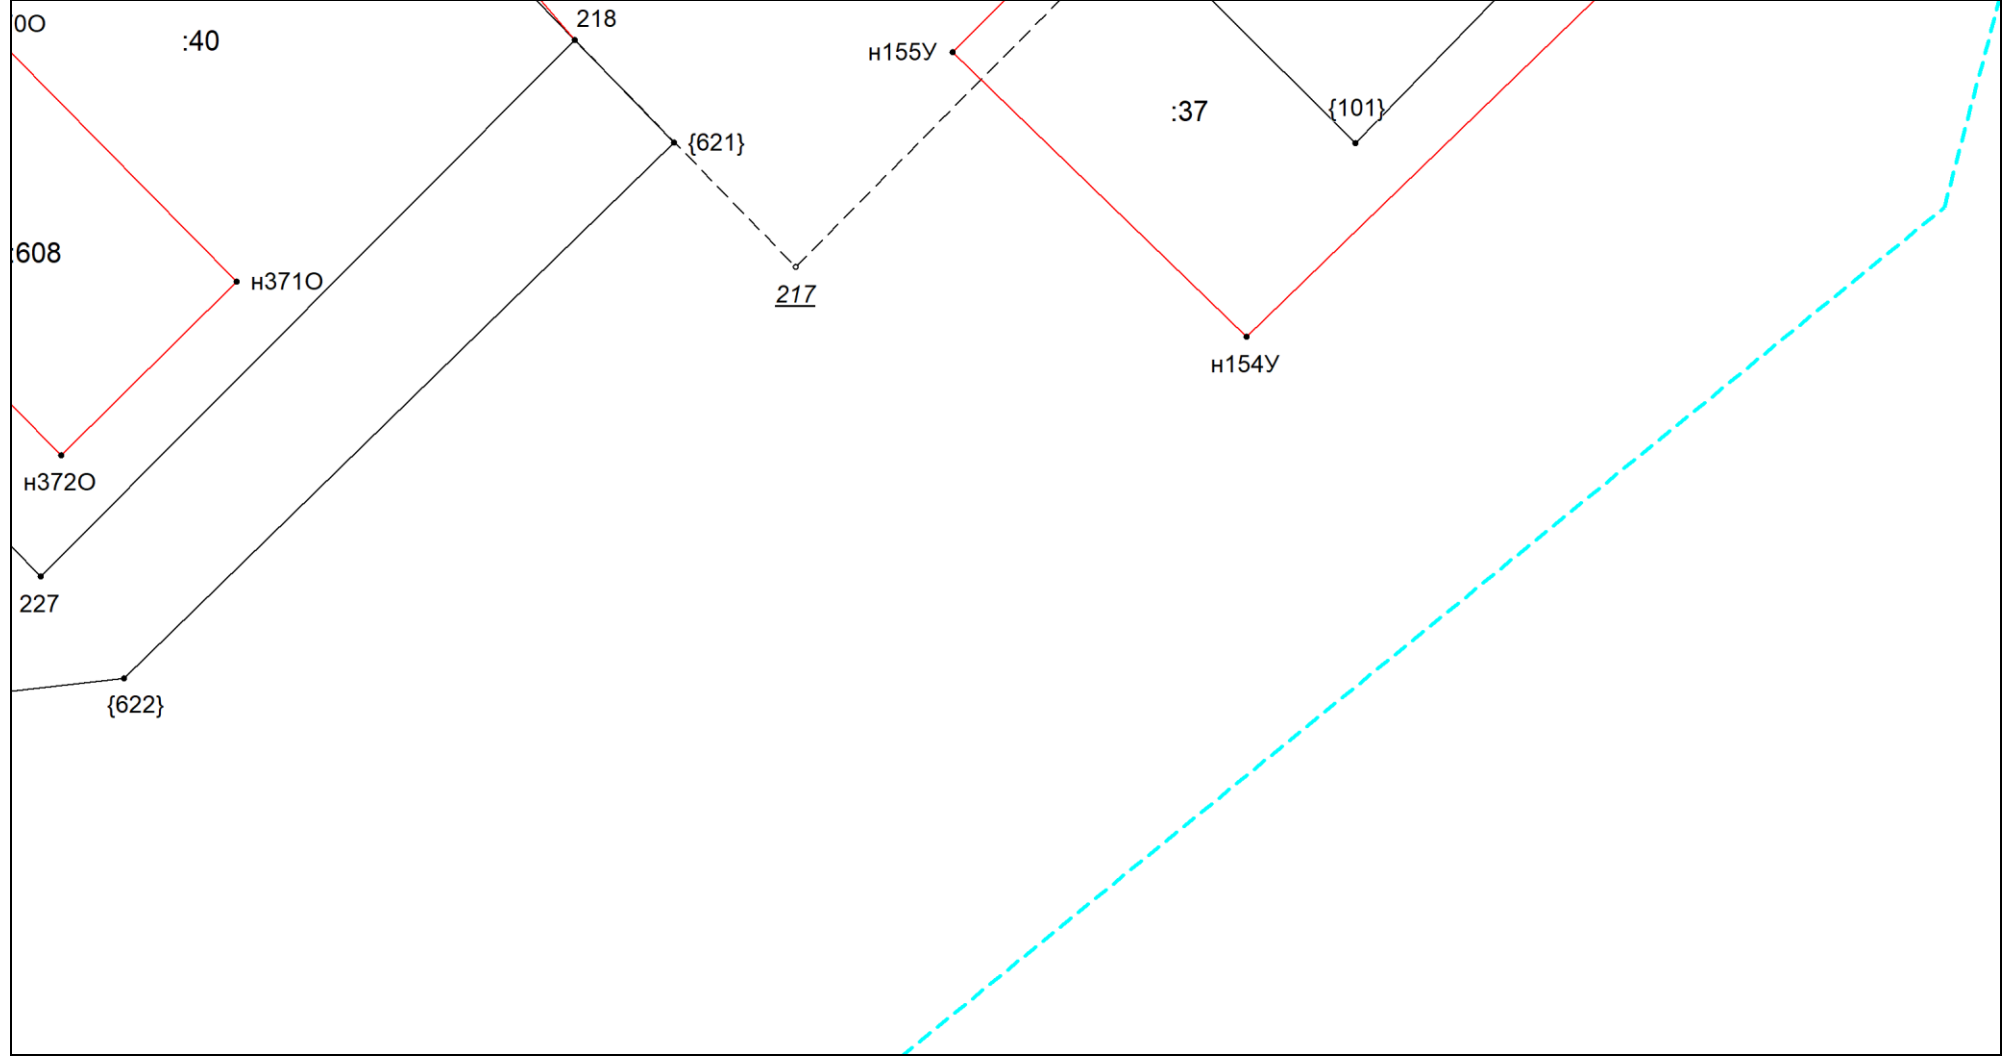 0О
:40
218
н155У
:37
{101}
{621}
:608
н371О
217
н154У
н372О
227
{622}